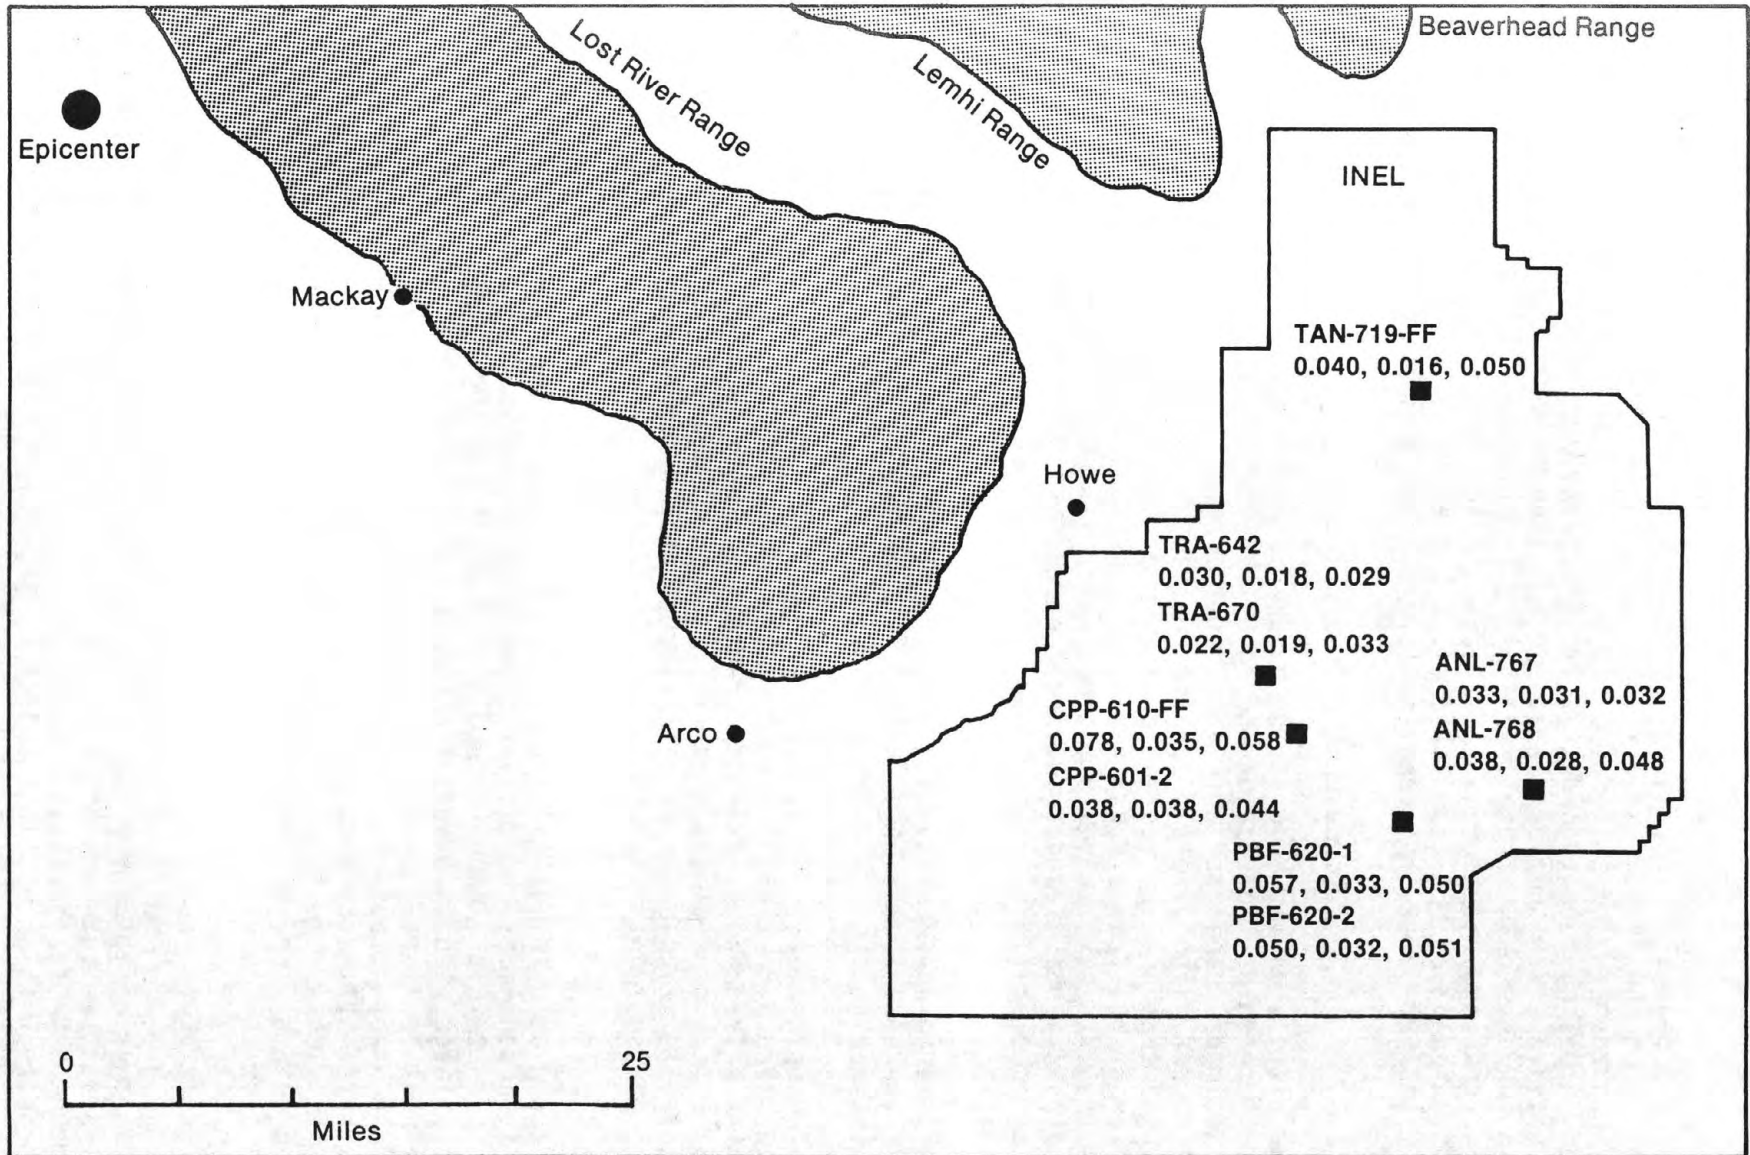 Beaverhead Range
Lost River Range
Lemhi Range
Epicenter
INEL
Mackay
TAN-719-FF
0.040, 0.016, 0.050
Howe
TRA-642
0.030, 0.018, 0.029
TRA-670
0.022, 0.019, 0.033
ANL-767
0.033, 0.031, 0.032
ANL-768
0.038, 0.028, 0.048
CPP-610-FF
0.078, 0.035, 0.058
CPP-601-2
0.038, 0.038, 0.044
Arco
PBF-620-1
0.057, 0.033, 0.050
PBF-620-2
0.050, 0.032, 0.051
0 25
Miles